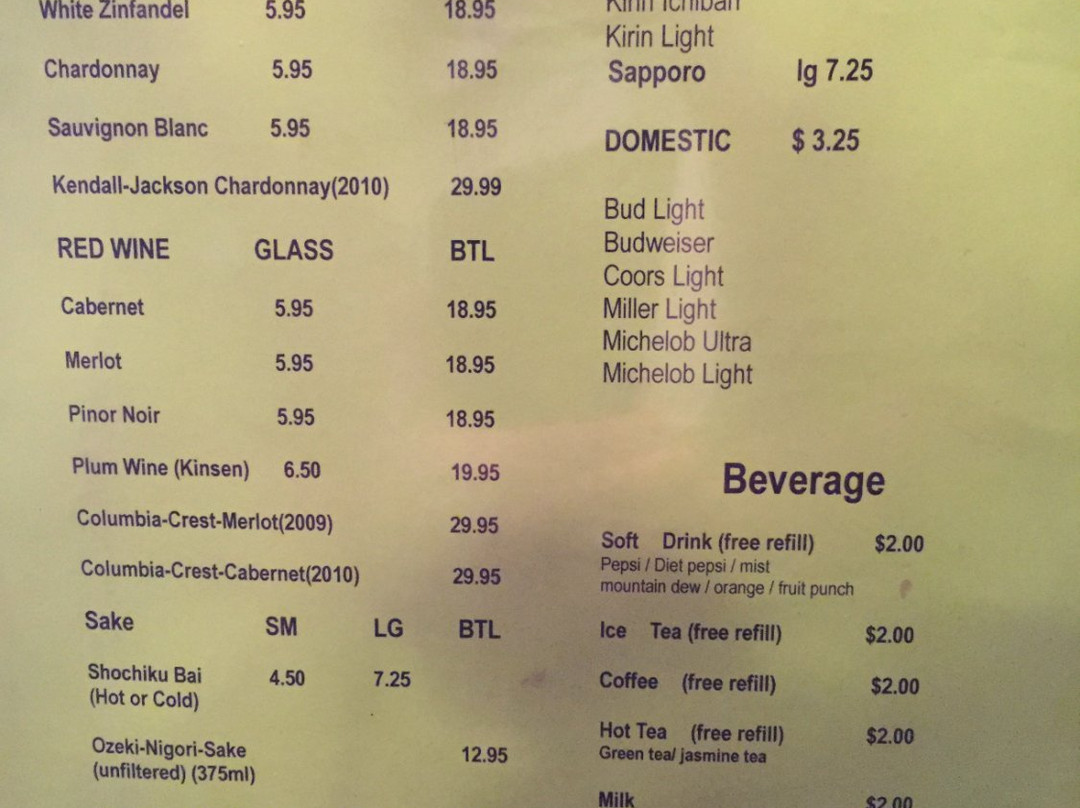 White Zinfandel 5.95 18.95
Chardonnay 5.95 18.95
Sauvignon Blanc 5.95 18.95
Kendall-Jackson Chardonnay(2010) 29.99
RED WINE GLASS BTL
Cabernet 5.95 18.95
Merlot 5.95 18.95
Pinor Noir 5.95 18.95
Plum Wine (Kinsen) 6.50 19.95
Columbia-Crest-Merlot(2009) 29.95
Columbia-Crest-Cabernet(2010) 29.95
Sake SM LG BTL
Shochiku Bai 4.50 7.25
(Hot or Cold)
Ozeki-Nigori-Sake 12.95
(unfiltered) (375ml)
Kirin Ichiban
Kirin Light
Sapporo lg 7.25
DOMESTIC $ 3.25
Bud Light
Budweiser
Coors Light
Miller Light
Michelob Ultra
Michelob Light
Beverage
Soft Drink (free refill) $2.00
Pepsi / Diet pepsi / mist
mountain dew / orange / fruit punch
Ice Tea (free refill) $2.00
Coffee (free refill) $2.00
Hot Tea (free refill) $2.00
Green tea/ jasmine tea
Milk $2.00